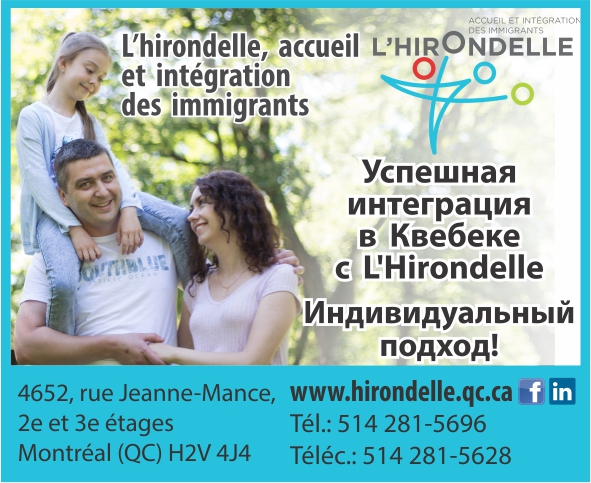 L'hirondelle, accueil
et intégration
des immigrants
ACCUEIL ET INTÉGRATION
DES IMMIGRANTS
L'HIRONDELLE
Успешная
интеграция
в Квебеке
с L'Hirondelle
Индивидуальный
подход!
YOUTHBLUE
4652, rue Jeanne-Mance,
2e et 3e étages
Montréal (QC) H2V 4J4
www.hirondelle.qc.ca f in
Tél.: 514 281-5696
Téléc.: 514 281-5628